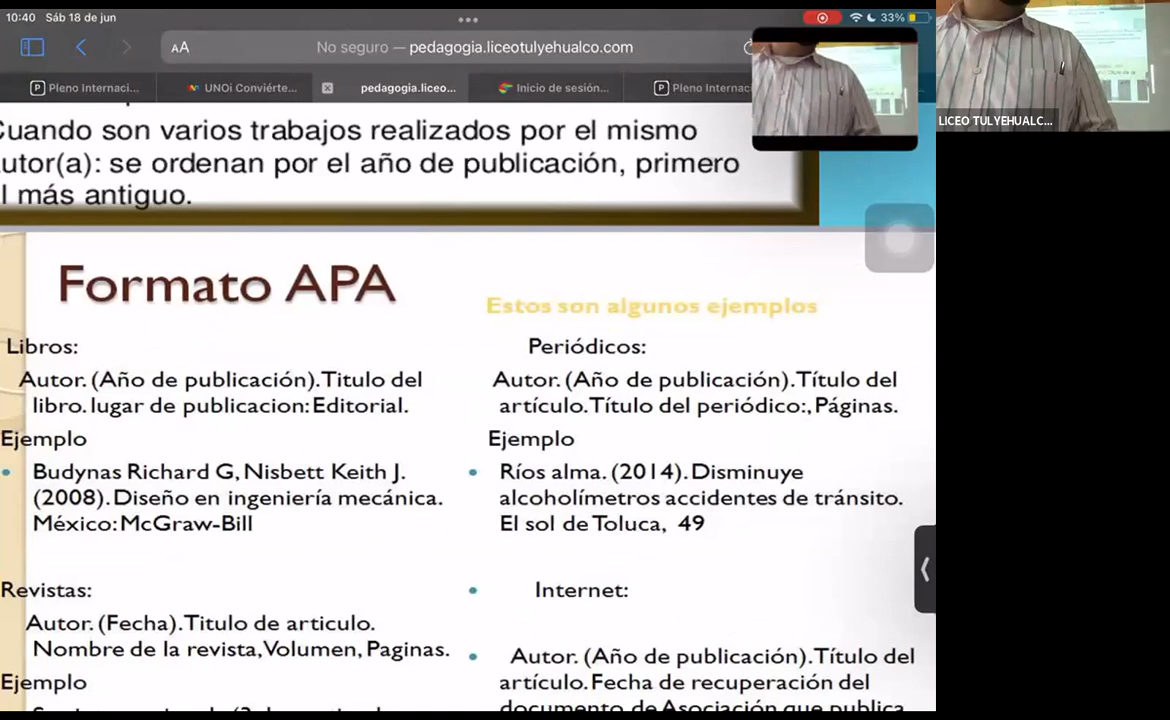 10:40 Sáb 18 de jun
33%
AA
No seguro — pedagogia.liceotulyehualco.com
Pleno Internaci...
UNOi Conviérte...
pedagogia.liceo...
Inicio de sesión...
Pleno Internac
LICEO TULYEHUALC...
Cuando son varios trabajos realizados por el mismo
utor(a): se ordenan por el año de publicación, primero
l más antiguo.
Formato APA
Estos son algunos ejemplos
Libros:
Autor. (Año de publicación). Titulo del
libro. lugar de publicacion: Editorial.
Ejemplo
Budynas Richard G, Nisbett Keith J.
(2008). Diseño en ingeniería mecánica.
México: McGraw-Bill
Revistas:
Autor. (Fecha). Titulo de articulo.
Nombre de la revista, Volumen, Paginas.
Ejemplo
Periódicos:
Autor. (Año de publicación). Título del
artículo. Título del periódico:, Páginas.
Ejemplo
Ríos alma. (2014). Disminuye
alcoholímetros accidentes de tránsito.
El sol de Toluca, 49
Internet:
Autor. (Año de publicación). Título del
artículo. Fecha de recuperación del
documento, de Asociación que publica